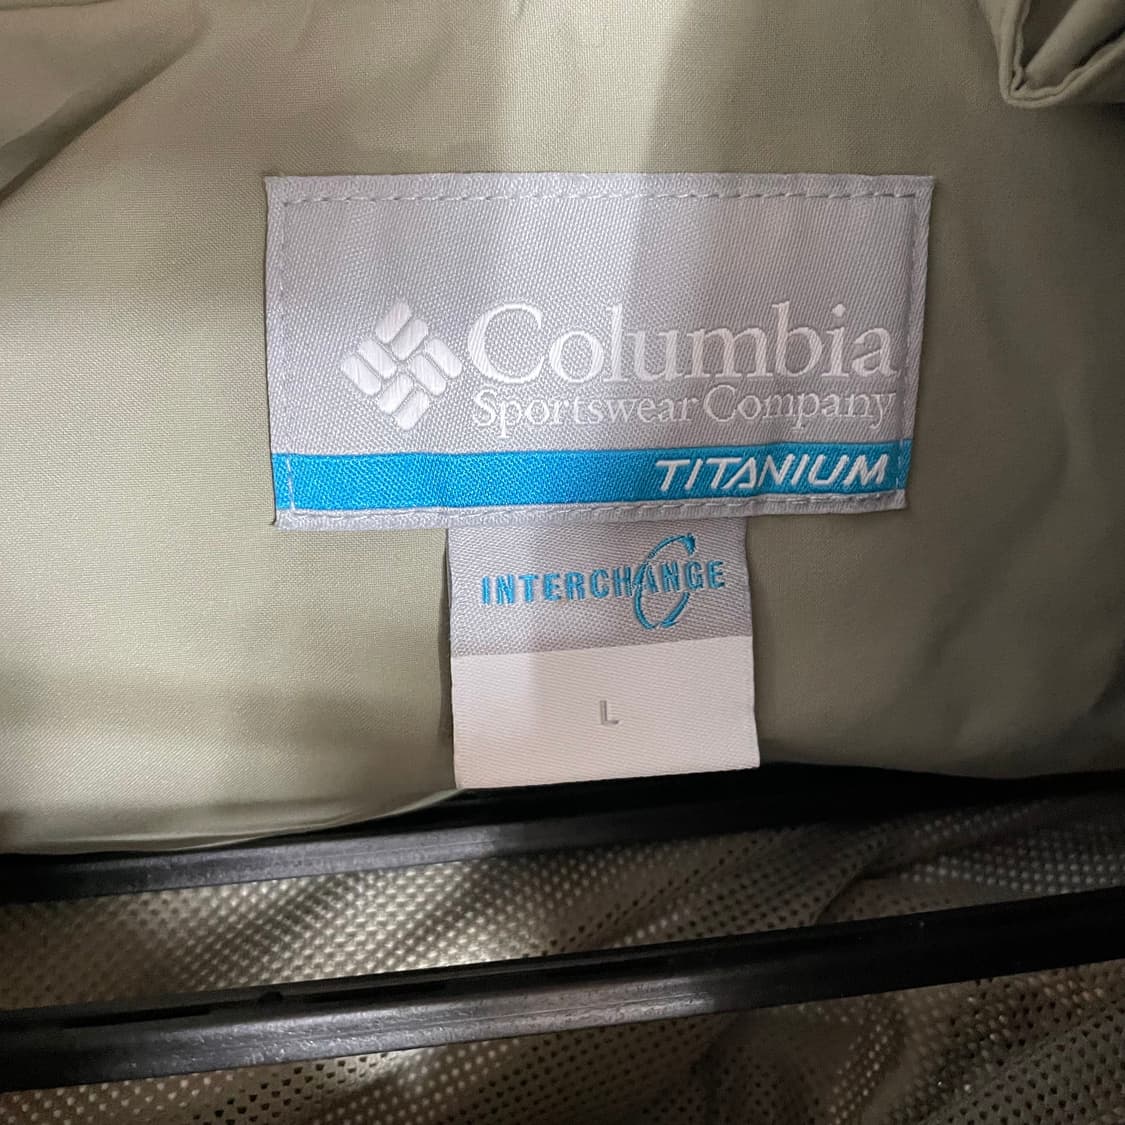 Columbia
Sportswear Company
TITANIUM
INTERCHANGE
L